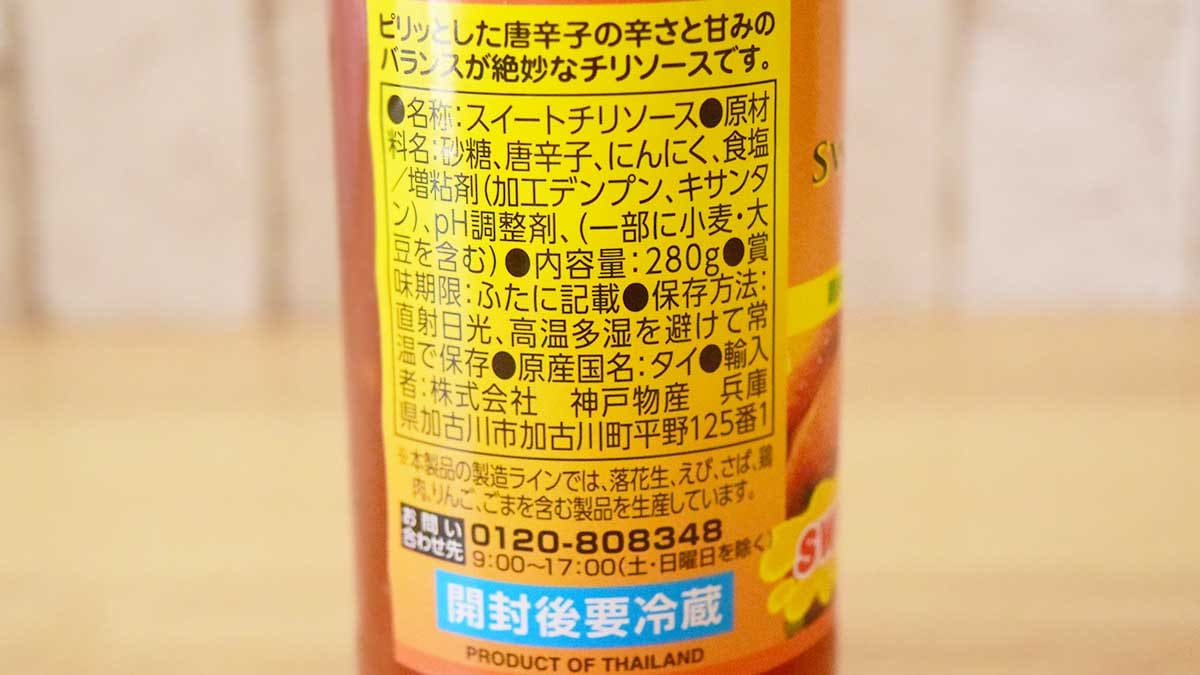 ピリッとした唐辛子の辛さと甘みの
バランスが絶妙なチリソースです。
●名称：スイートチリソース●原材
料名：砂糖、唐辛子、にんにく、食塩
／増粘剤(加工デンプン、キサンタ
ン)、pH調整剤、(一部に小麦・大
豆を含む)●内容量：280g●賞
味期限：ふたに記載●保存方法：
直射日光、高温多湿を避けて常
温で保存●原産国名：タイ●輸入
者：株式会社　神戸物産　兵庫
県加古川市加古川町平野125番1
※本製品の製造ラインでは、落花生、えび、さば、鶏
肉、りんご、ごまを含む製品を生産しています。
お問い
合わせ先
0120-808348
9:00〜17:00(土・日曜日を除く)
開封後要冷蔵
PRODUCT OF THAILAND